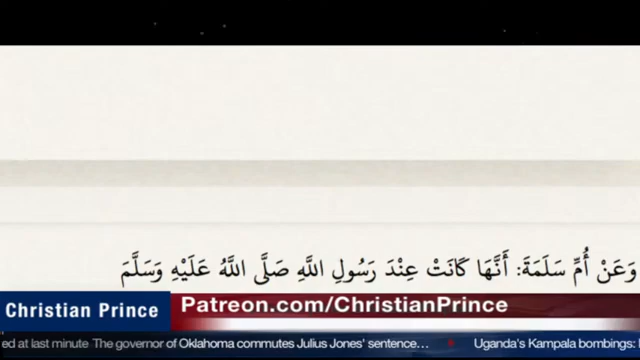 وَعَنْ أُمِّ سَلَمَةَ: أَنَّهَا كَانَتْ عِنْدَ رَسُولِ اللَّهِ صَلَّى اللَّهُ عَلَيْهِ وَسَلَّمَ
Christian Prince
Patreon.com/ChristianPrince
ed at last minute The governor of Oklahoma commutes Julius Jones' sentence… Uganda's Kampala bombings: